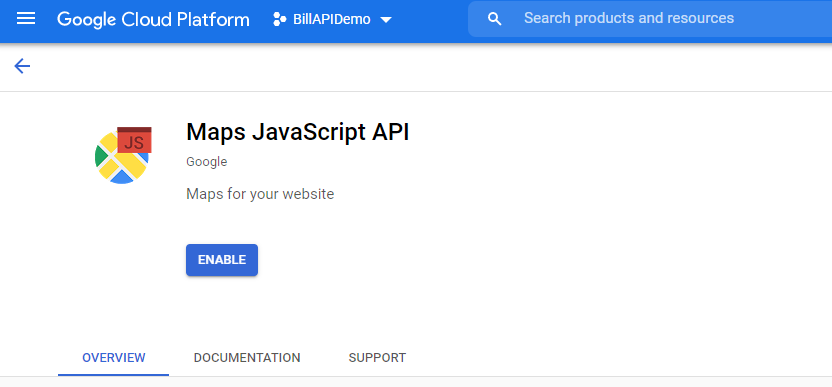 Google Cloud Platform BillAPIDemo Search products and resources
JS
Maps JavaScript API
Google
Maps for your website
ENABLE
OVERVIEW DOCUMENTATION SUPPORT